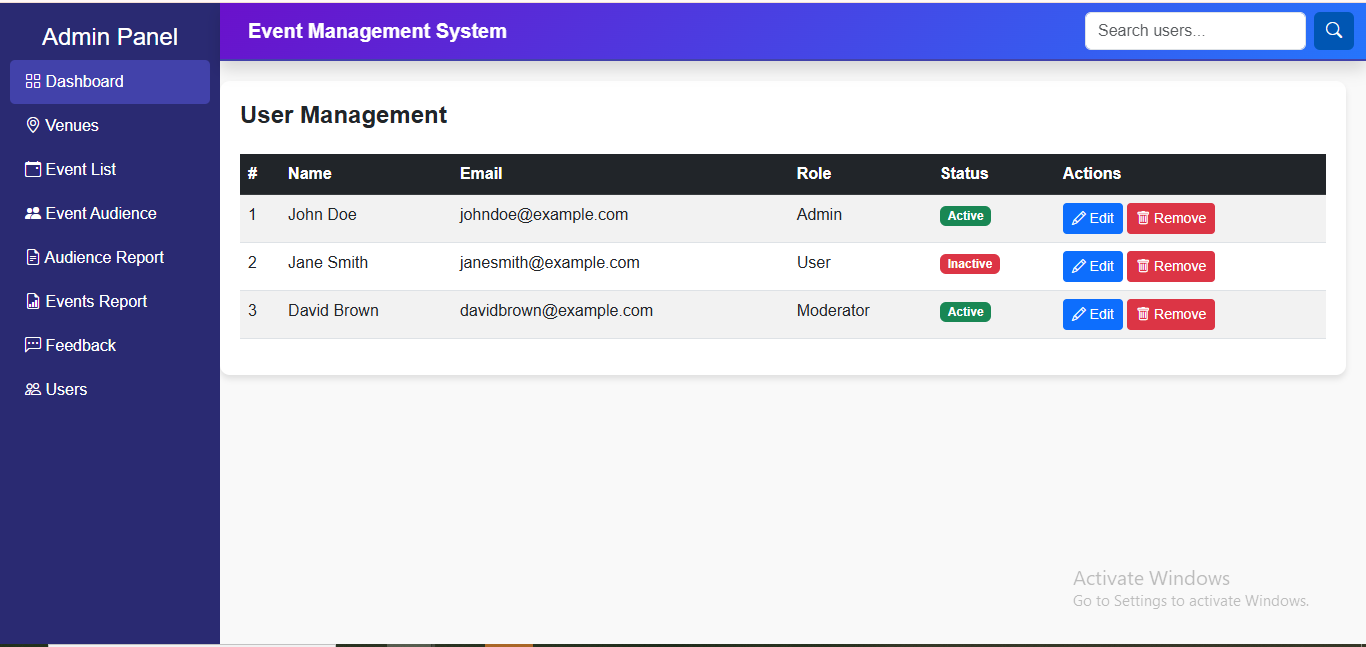 Admin Panel
Dashboard
Venues
Event List
Event Audience
Audience Report
Events Report
Feedback
Users
Event Management System
Search users...
User Management
# Name Email Role Status Actions
1 John Doe johndoe@example.com Admin Active Edit Remove
2 Jane Smith janesmith@example.com User Inactive Edit Remove
3 David Brown davidbrown@example.com Moderator Active Edit Remove
Activate Windows
Go to Settings to activate Windows.